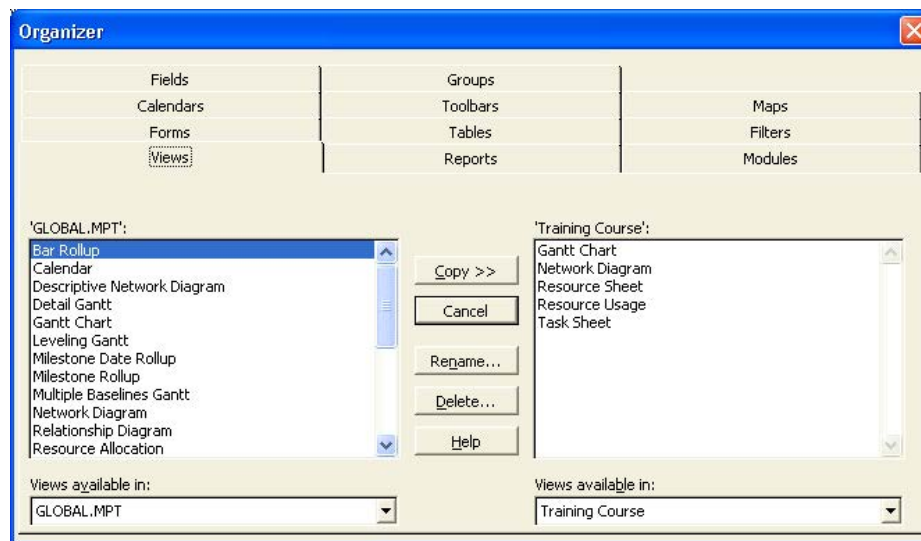 Organizer
Fields Groups
Calendars Toolbars Maps
Forms Tables Filters
Views Reports Modules
'GLOBAL.MPT':
Bar Rollup
Calendar
Descriptive Network Diagram
Detail Gantt
Gantt Chart
Leveling Gantt
Milestone Date Rollup
Milestone Rollup
Multiple Baselines Gantt
Network Diagram
Relationship Diagram
Resource Allocation
Copy >>
Cancel
Rename...
Delete...
Help
'Training Course':
Gantt Chart
Network Diagram
Resource Sheet
Resource Usage
Task Sheet
Views available in:
GLOBAL.MPT
Views available in:
Training Course